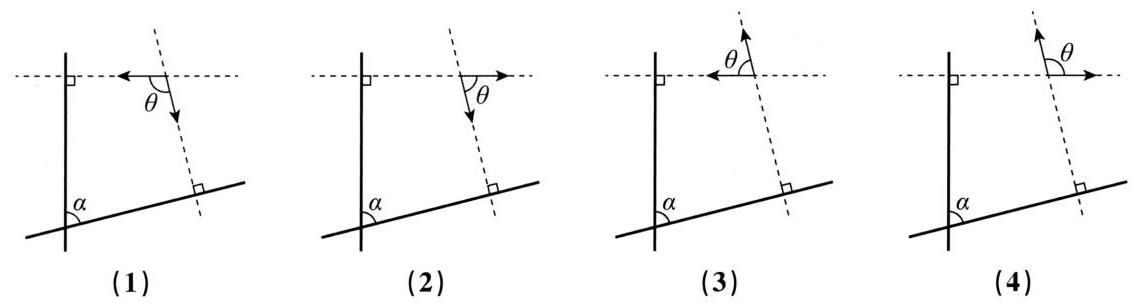 θ θ
θ θ
α α α α
(1) (2) (3) (4)